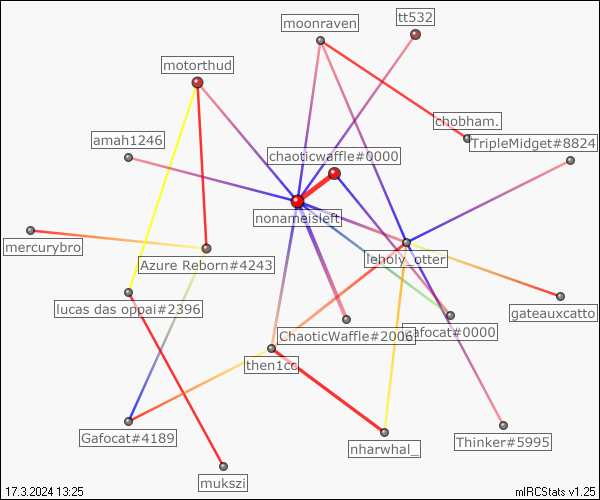 tt532
moonraven
motorthud
chobham.
amah1246
TripleMidget#8824
chaoticwaffle#0000
nonameisleft
mercurybro
leholy_otter
Azure Reborn#4243
lucas das oppai#2396
gateauxcatto
ChaoticWaffle#2006
gafocat#0000
then1cc
Gafocat#4189
Thinker#5995
nharwhal_
mukszi
17.3.2024 13:25
mIRCStats v1.25